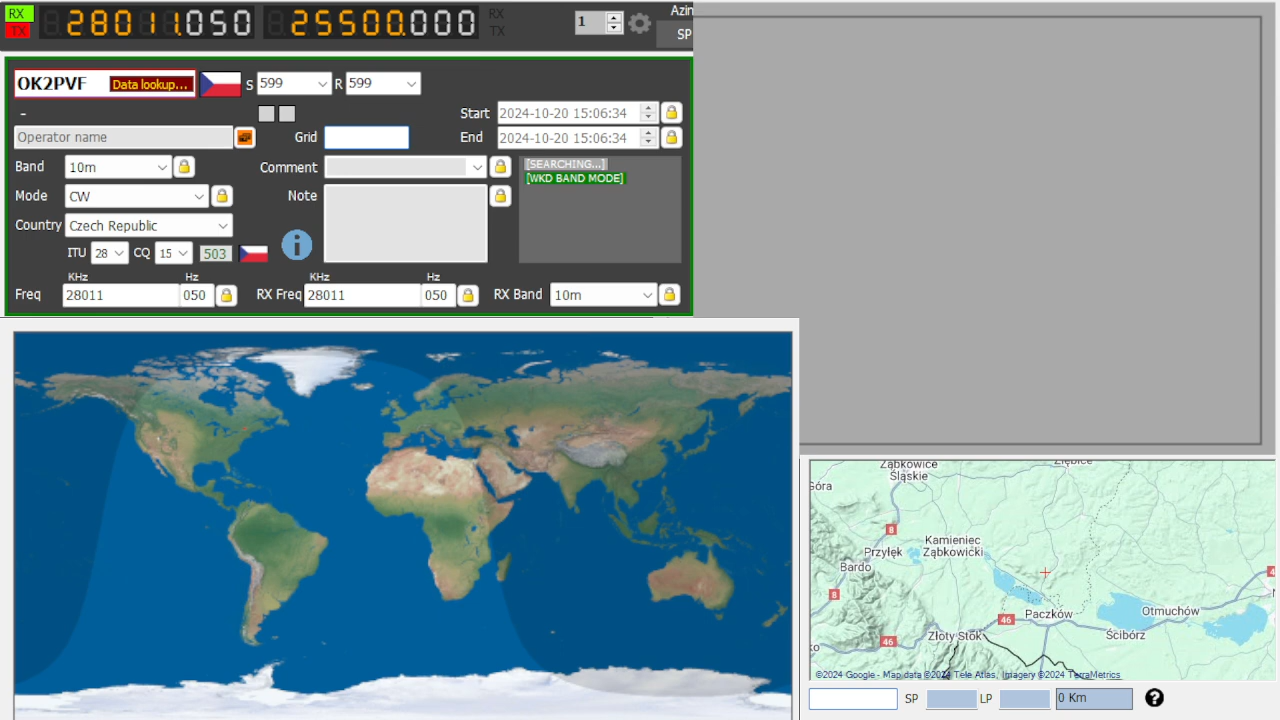 RX 28011.050 25500.000 RX
TX TX
1
Azin
SP
OK2PVF Data lookup... S 599 R 599
-
Start 2024-10-20 15:06:34
Operator name Grid End 2024-10-20 15:06:34
Band 10m Comment [SEARCHING...]
[WKD BAND MODE]
Mode CW Note
Country Czech Republic
ITU 28 CQ 15 503
KHz Hz KHz Hz
Freq 28011 050 RX Freq 28011 050 RX Band 10m
Ząbkowice
Śląskie
Ziębice
Góra
8
Kamieniec
Ząbkowicki
Przyłęk
Bardo
8
Paczków
46
Otmuchów
Ścibórz
Złoty Stok
46
©2024 Google - Map data ©2024 Tele Atlas, Imagery ©2024 TerraMetrics
SP LP 0 Km ?